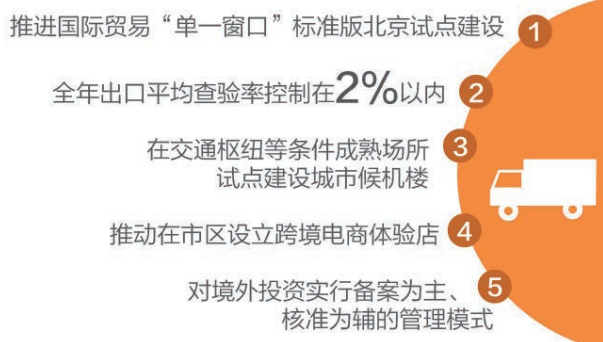 推进国际贸易“单一窗口”标准版北京试点建设 1
全年出口平均查验率控制在2%以内 2
在交通枢纽等条件成熟场所 3
试点建设城市候机楼
推动在市区设立跨境电商体验店 4
对境外投资实行备案为主、 5
核准为辅的管理模式